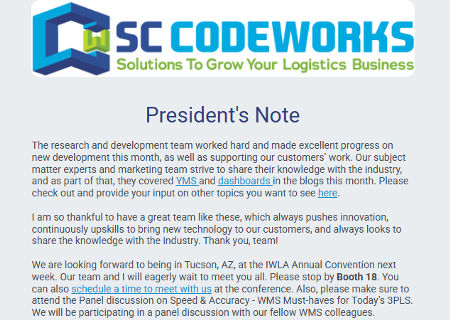 SC CODEWORKS
Solutions To Grow Your Logistics Business
President's Note
The research and development team worked hard and made excellent progress on
new development this month, as well as supporting our customers' work. Our subject
matter experts and marketing team strive to share their knowledge with the industry,
and as part of that, they covered YMS and dashboards in the blogs this month. Please
check out and provide your input on other topics you want to see here.
I am so thankful to have a great team like these, which always pushes innovation,
continuously upskills to bring new technology to our customers, and always looks to
share the knowledge with the industry. Thank you, team!
We are looking forward to being in Tucson, AZ, at the IWLA Annual Convention next
week. Our team and I will eagerly wait to meet you all. Please stop by Booth 18. You
can also schedule a time to meet with us at the conference. Also, please make sure to
attend the Panel discussion on Speed & Accuracy - WMS Must-haves for Today's 3PLS.
We will be participating in a panel discussion with our fellow WMS colleagues.